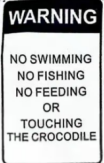 WARNING
NO SWIMMING
NO FISHING
NO FEEDING
OR
TOUCHING
THE CROCODILE